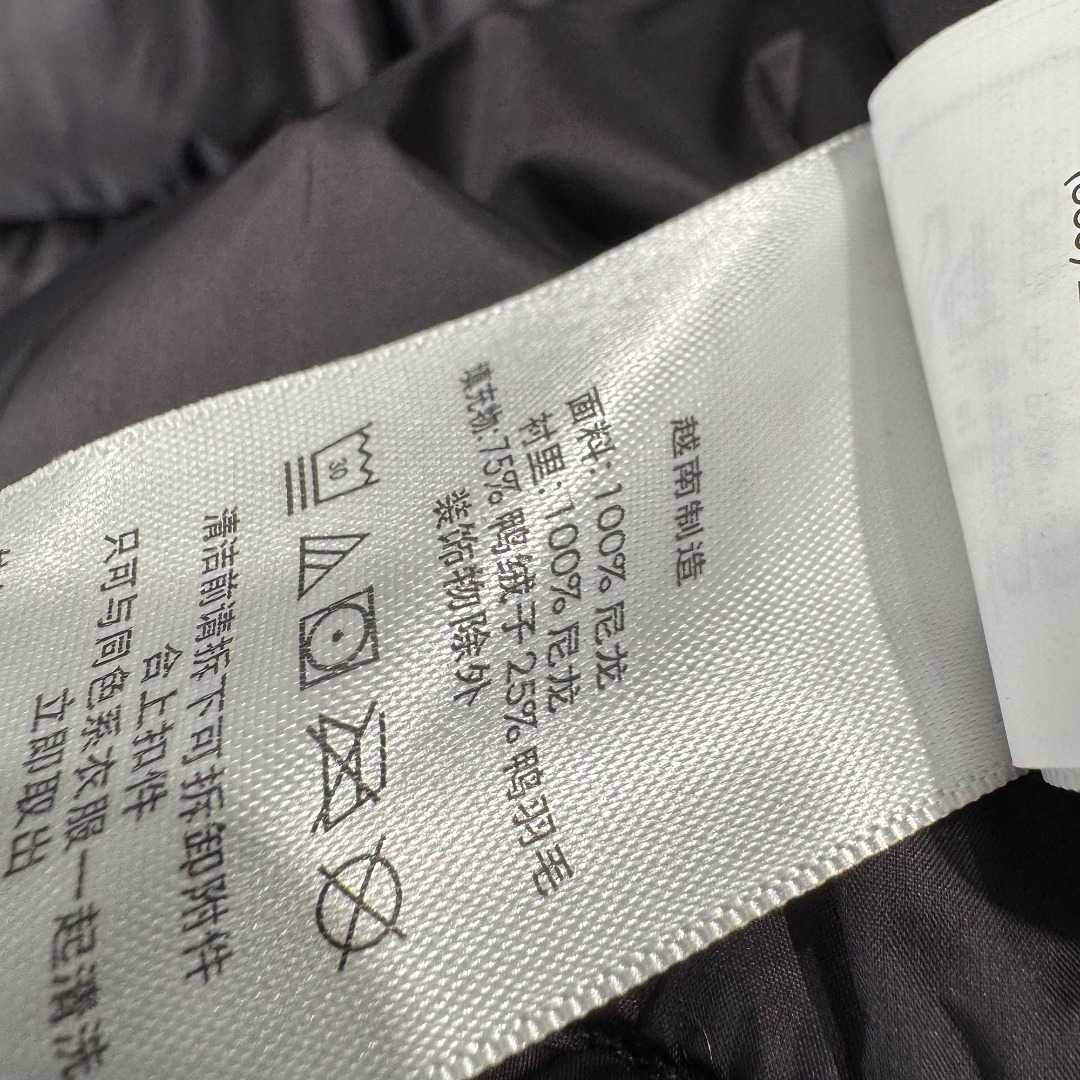 越南制造
面料: 100% 尼龙
衬里: 100% 尼龙
填充物: 75% 鸭绒子 25% 鸭羽毛
装饰物除外
30
清洁前请拆下可拆卸附件
合上扣件
只可与同色系衣服一起清洗
立即取出